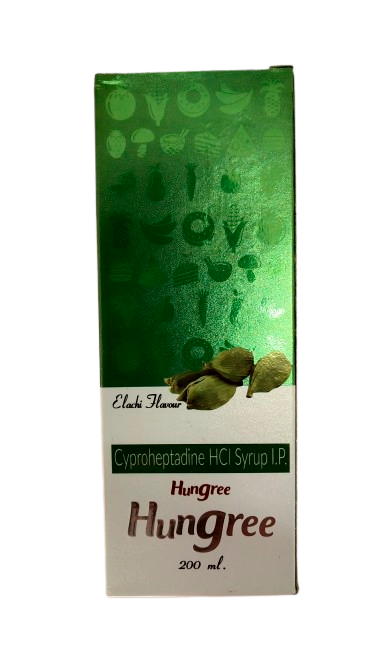 Elachi Flavour
Cyproheptadine HCl Syrup I.P.
Hungree
Hungree
200 ml.